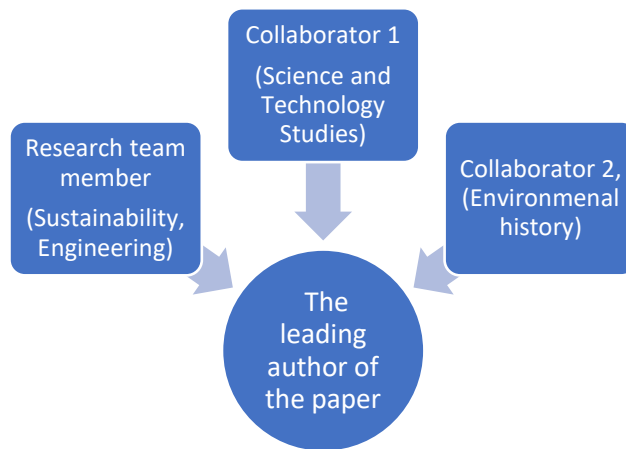 Collaborator 1
(Science and
Technology
Studies)
Research team
member
(Sustainability,
Engineering)
Collaborator 2,
(Environmenal
history)
The
leading
author of
the paper